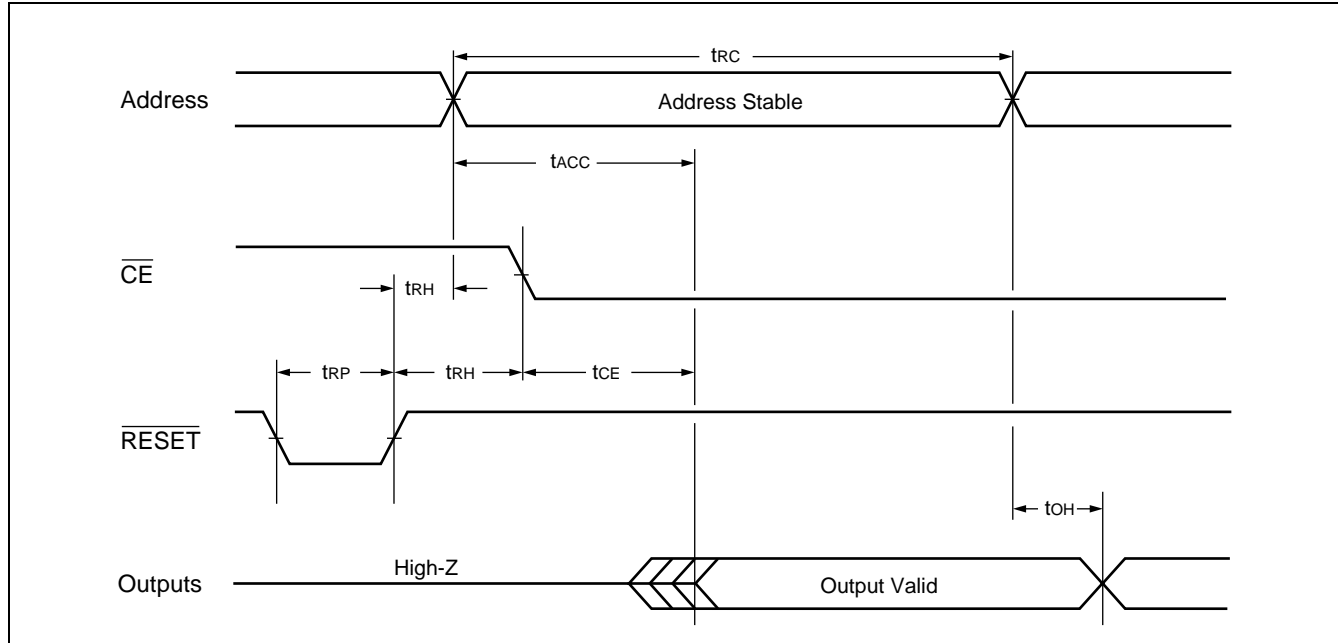 tRC
Address
Address Stable
tACC
CE
tRH
tRP
tRH
tCE
RESET
tOH
High-Z
Outputs
Output Valid